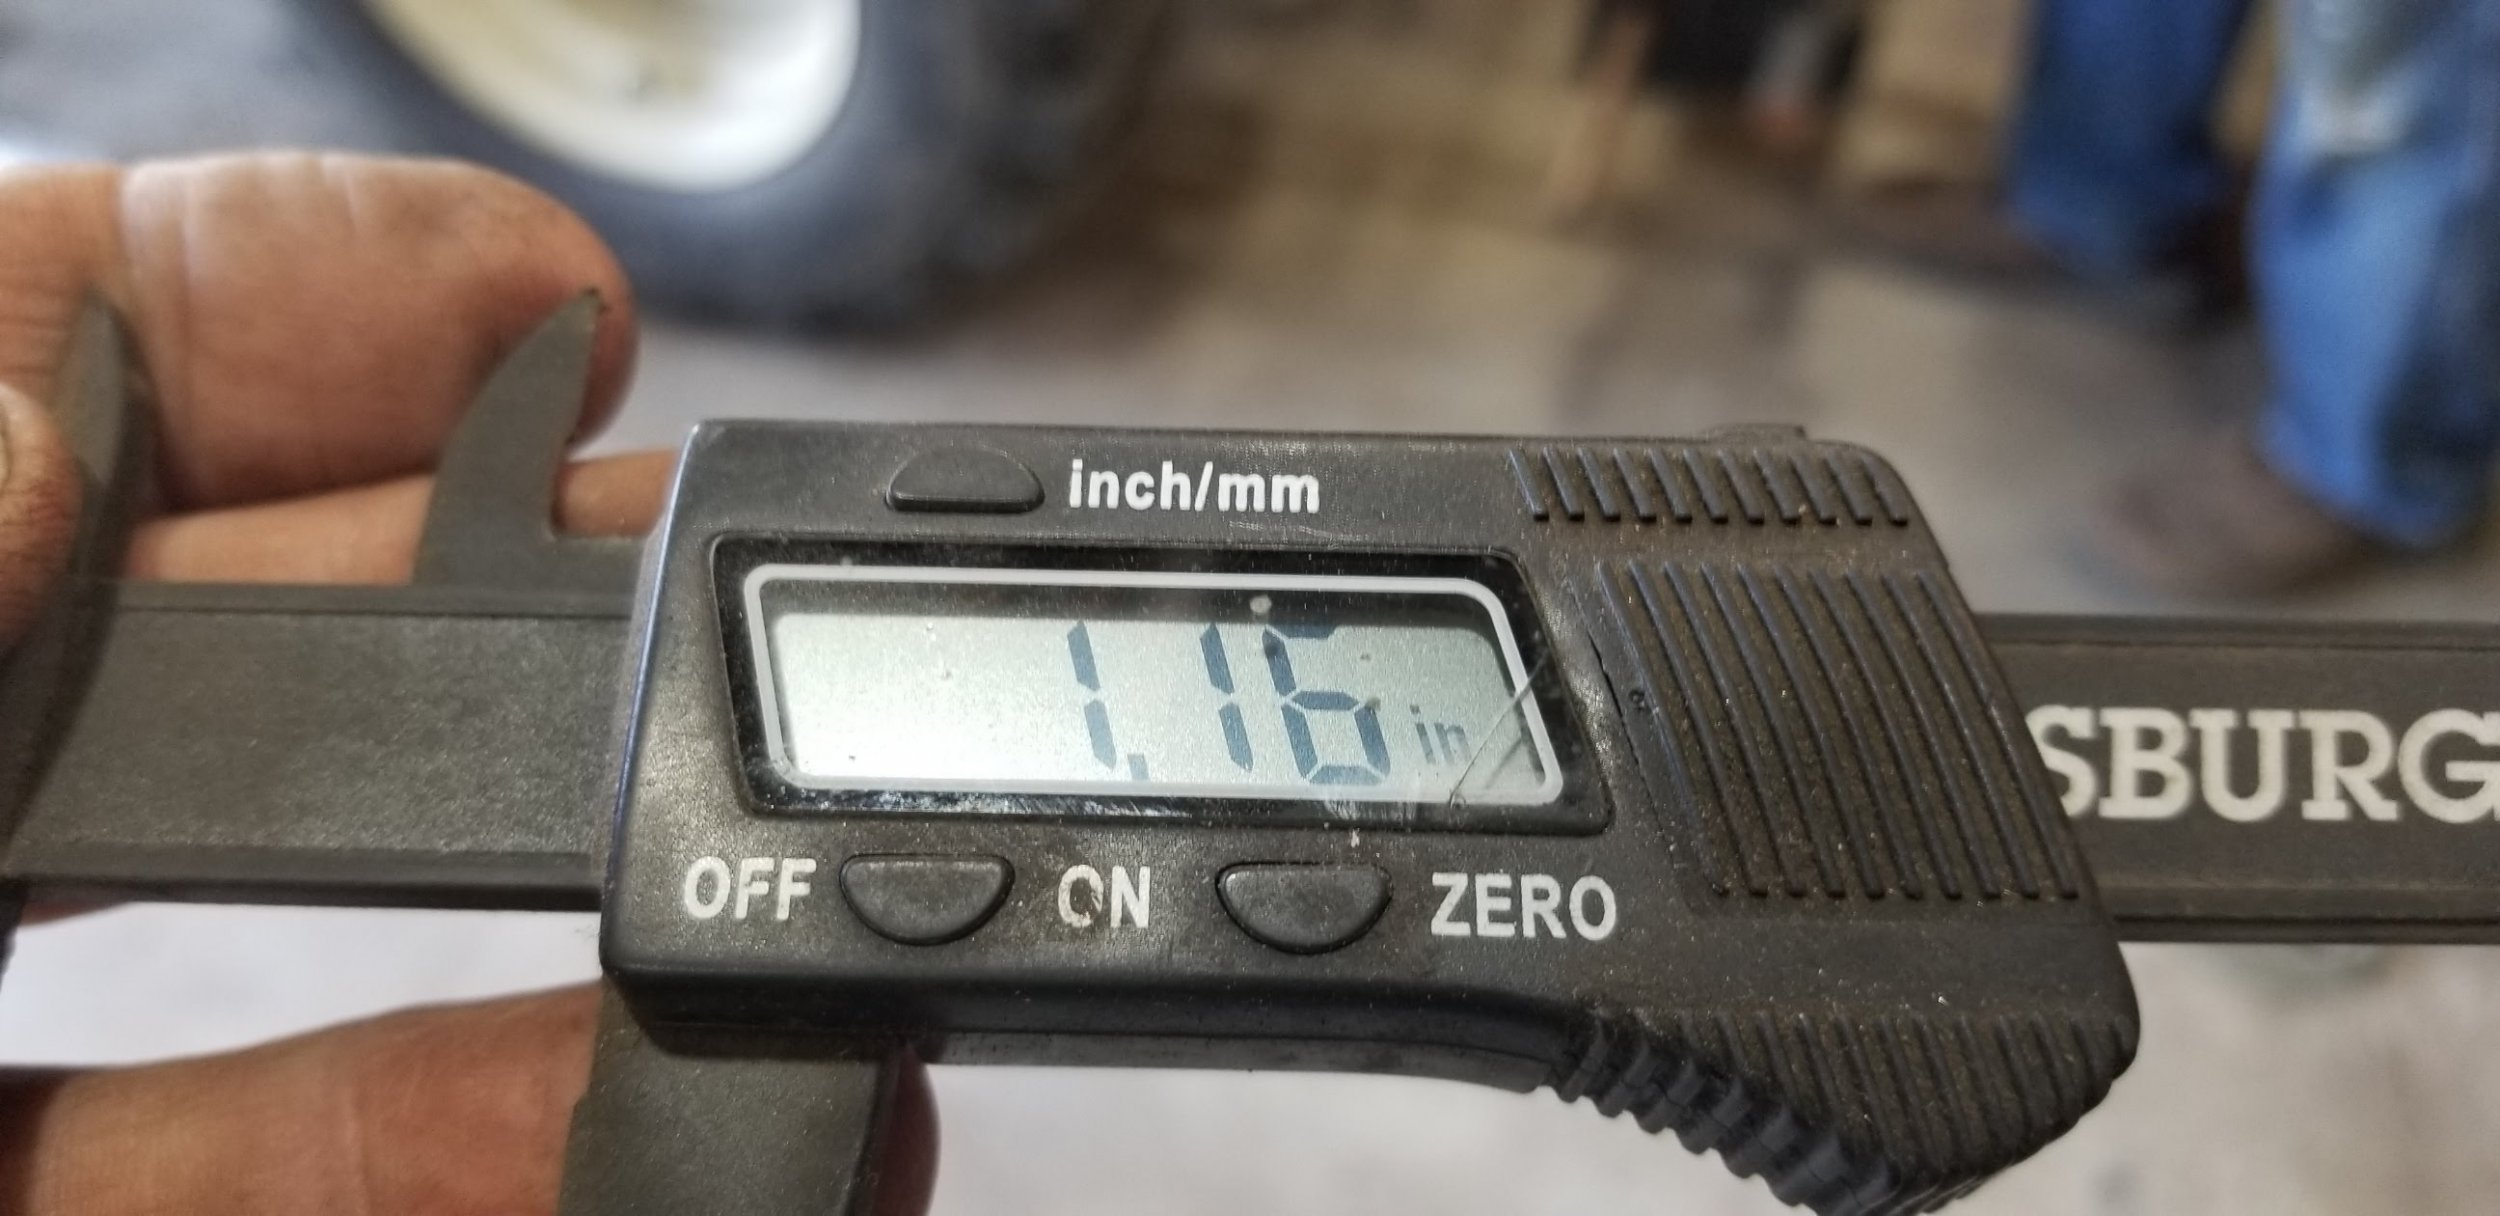 inch/mm
1.16 in
SBURG
OFF ON ZERO